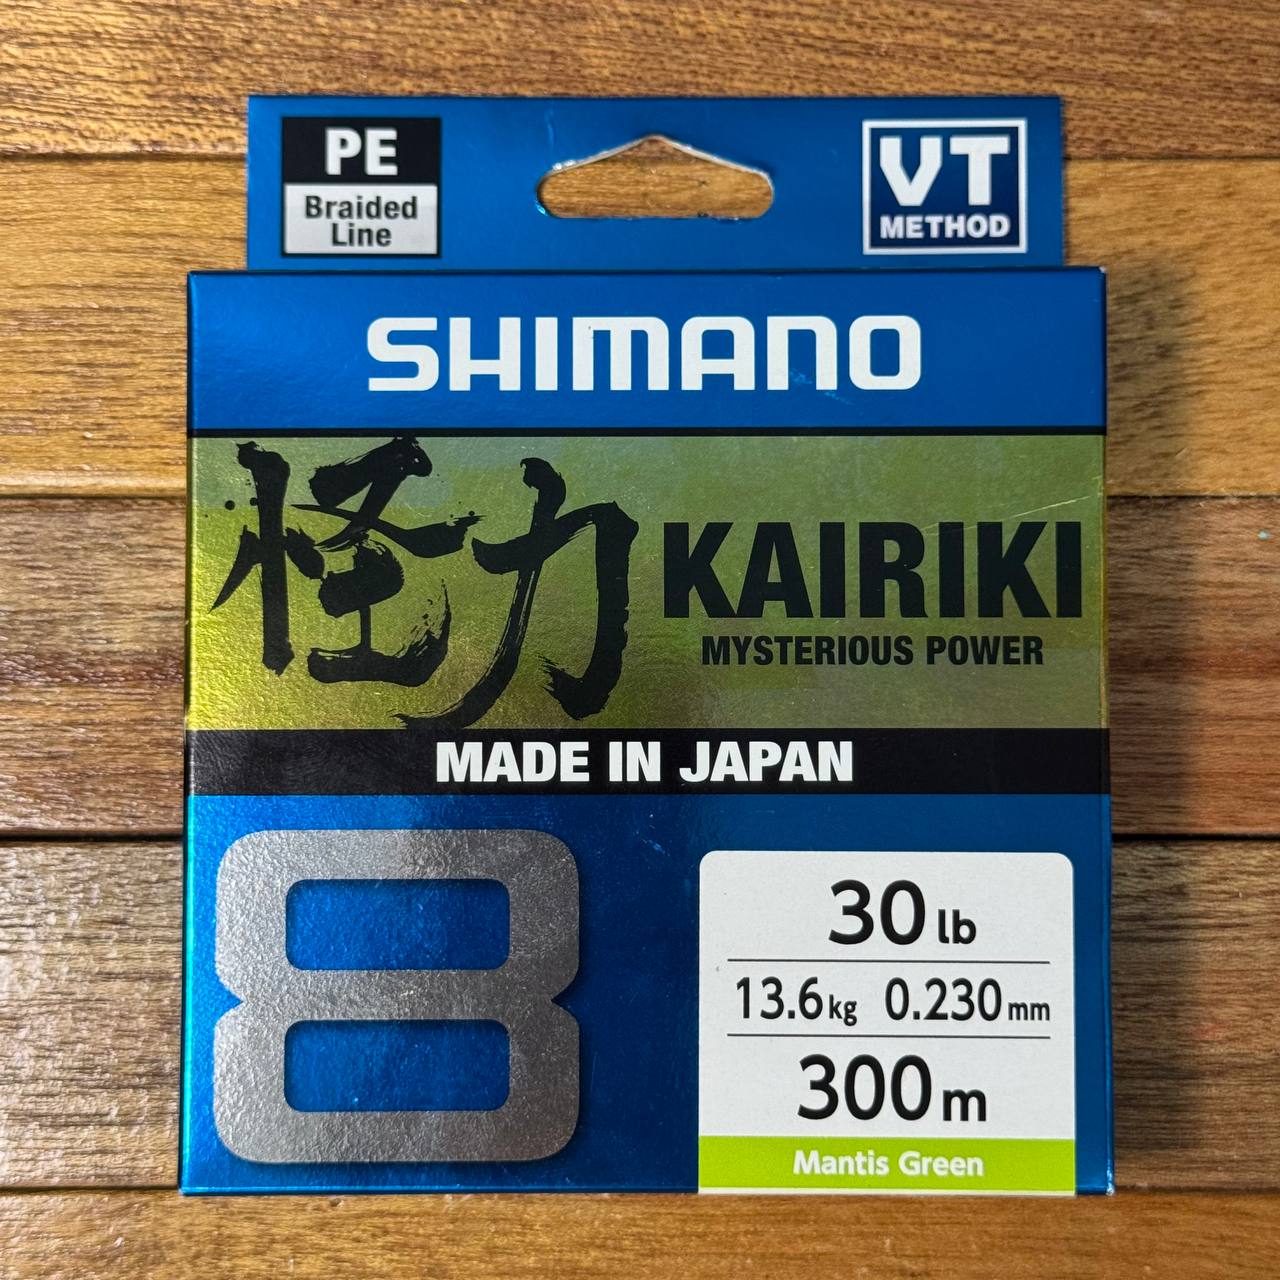 PE
Braided
Line
VT
METHOD
SHIMANO
怪力
KAIRIKI
MYSTERIOUS POWER
MADE IN JAPAN
8
30 lb
13.6 kg 0.230 mm
300 m
Mantis Green